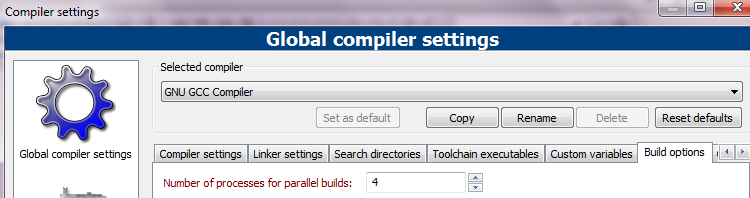 Compiler settings
Global compiler settings
Selected compiler
GNU GCC Compiler
Set as default Copy Rename Delete Reset defaults
Global compiler settings
Compiler settings Linker settings Search directories Toolchain executables Custom variables Build options
Number of processes for parallel builds: 4